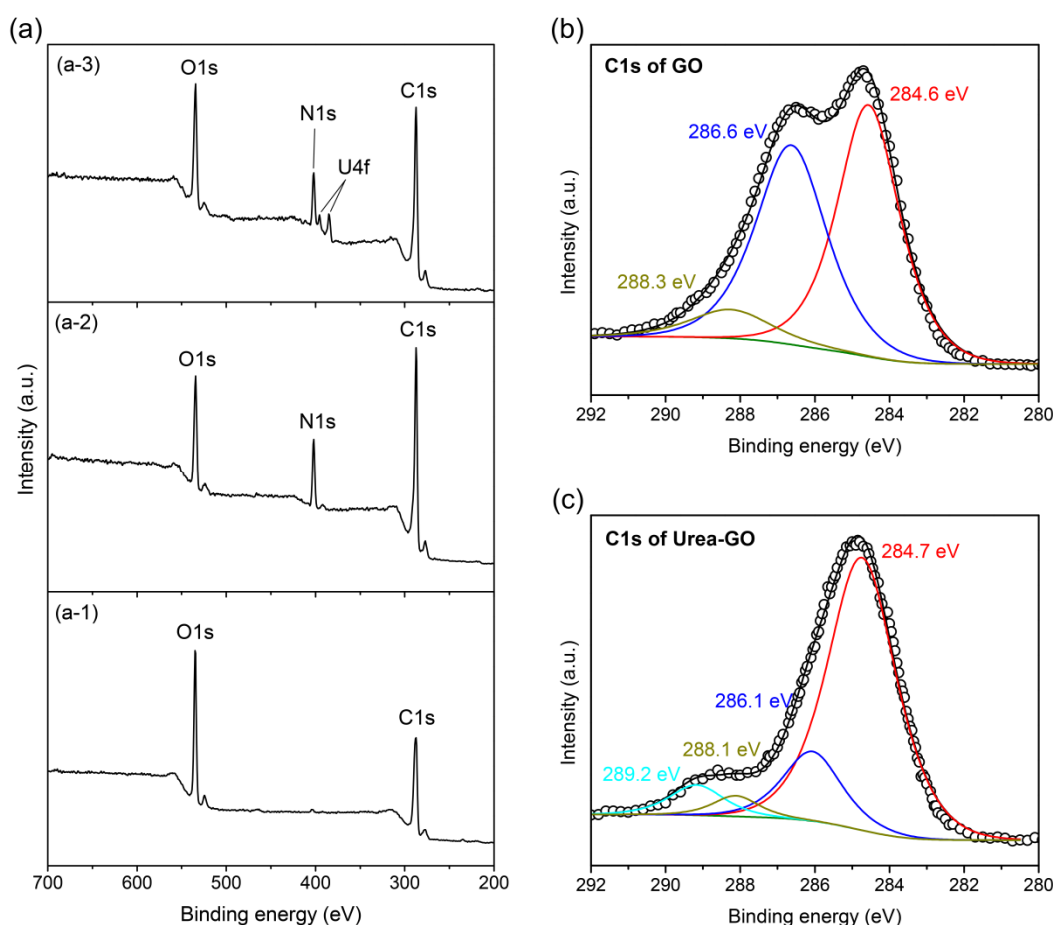 (a)
(a-3)
O1s
N1s
U4f
C1s
(a-2)
O1s
N1s
C1s
(a-1)
O1s
C1s
Intensity (a.u.)
700 600 500 400 300 200
Binding energy (eV)
(b)
C1s of GO
284.6 eV
286.6 eV
288.3 eV
Intensity (a.u.)
292 290 288 286 284 282 280
Binding energy (eV)
(c)
C1s of Urea-GO
284.7 eV
286.1 eV
288.1 eV
289.2 eV
Intensity (a.u.)
292 290 288 286 284 282 280
Binding energy (eV)